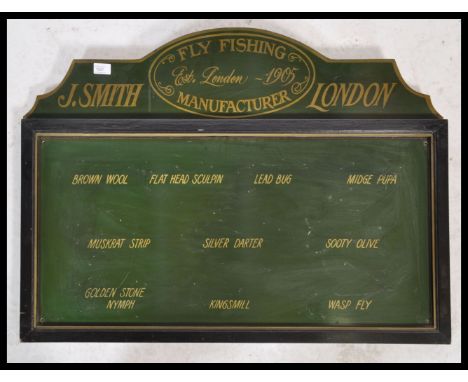 FLY FISHING
Est. London ~ 1905
MANUFACTURER
J. SMITH
LONDON
BROWN WOOL FLAT HEAD SCULPIN LEAD BUG MIDGE PUPA
MUSKRAT STRIP SILVER DARTER SOOTY OLIVE
GOLDEN STONE
NYMPH KINGSMILL WASP FLY